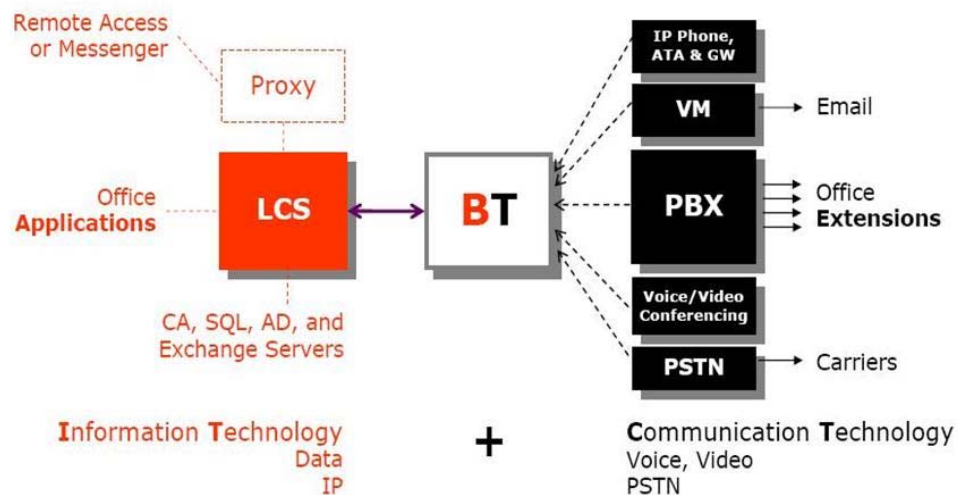 Remote Access
or Messenger
Proxy
Office
Applications
LCS
CA, SQL, AD, and
Exchange Servers
BT
IP Phone,
ATA & GW
VM
Email
PBX
Office
Extensions
Voice/Video
Conferencing
PSTN
Carriers
Information Technology
Data
IP
+
Communication Technology
Voice, Video
PSTN